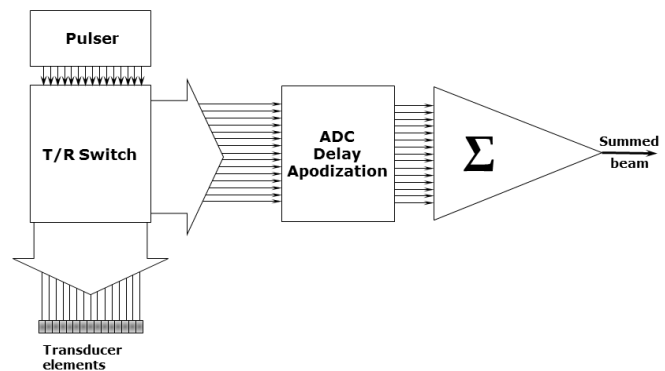 Pulser
T/R Switch
ADC
Delay
Apodization
Σ
Summed
beam
Transducer
elements